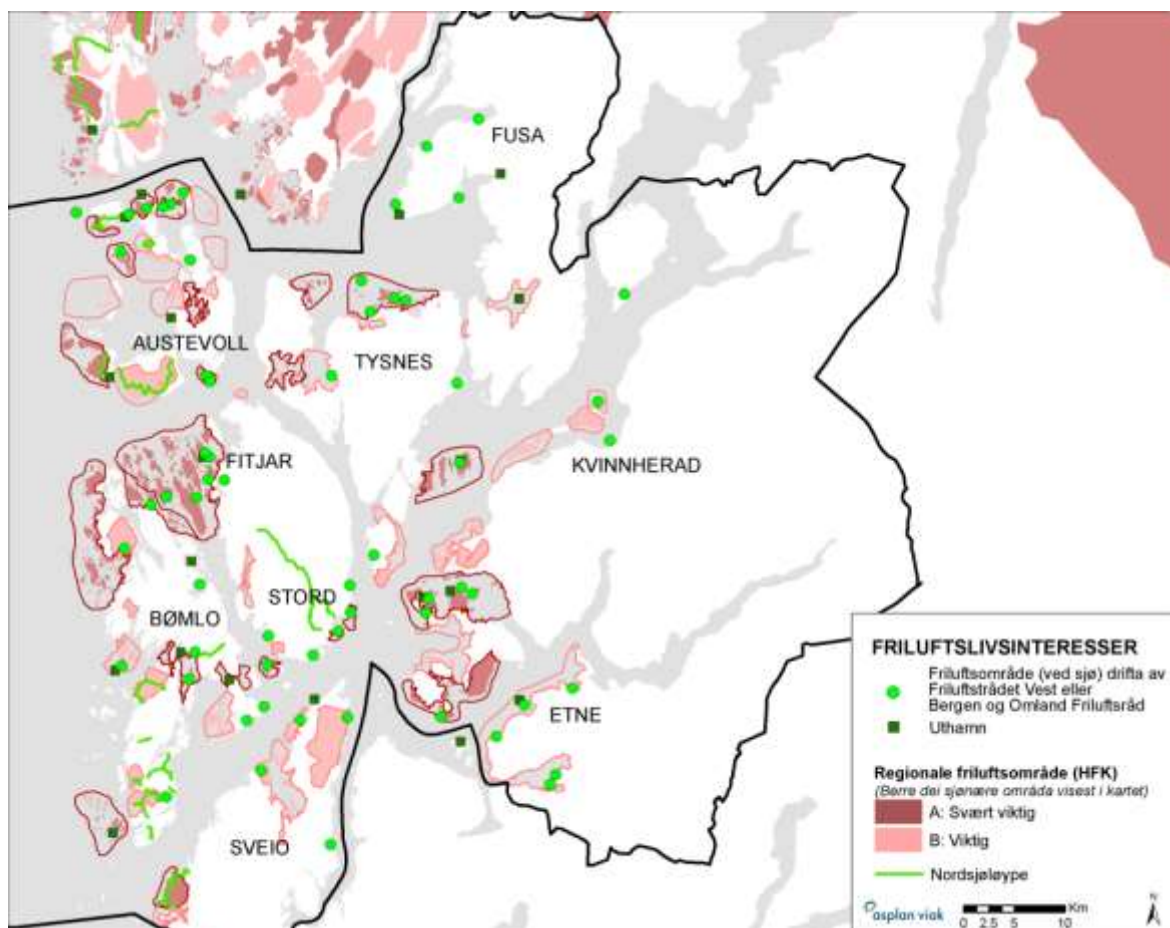 FUSA
AUSTEVOLL
TYSNES
FITJAR
KVINNHERAD
STORD
BØMLO
ETNE
SVEIO
FRILUFTSLIVSINTERESSER
Friluftsområde (ved sjø) drifta av
Friluftstrådet Vest eller
Bergen og Omland Friluftsråd
Uthamn
Regionale friluftsområde (HFK)
(Berre dei sjønære områda visest i kartet)
A: Svært viktig
B: Viktig
Nordsjøløype
asplan viak
Km
0 2.5 5 10
N